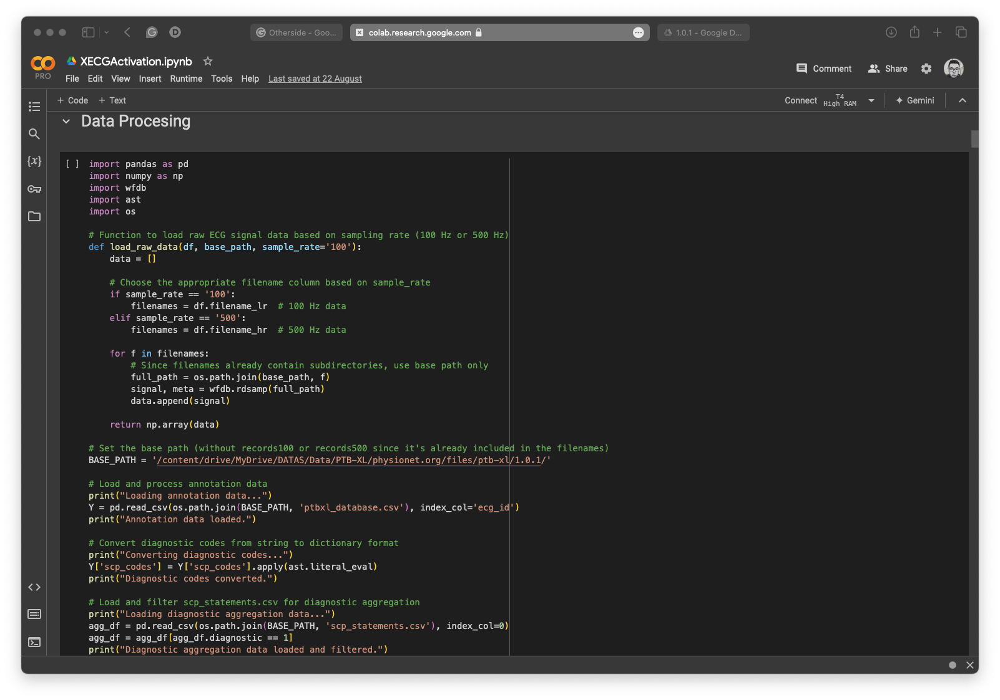 Otherside - Goo...
colab.research.google.com
1.0.1 - Google D...
PRO
XECGActivation.ipynb
File Edit View Insert Runtime Tools Help Last saved at 22 August
Comment
Share
+ Code + Text
Connect
T4
High RAM
Gemini
Data Procesing
[ ]
import pandas as pd
import numpy as np
import wfdb
import ast
import os
# Function to load raw ECG signal data based on sampling rate (100 Hz or 500 Hz)
def load_raw_data(df, base_path, sample_rate='100'):
    data = []
    # Choose the appropriate filename column based on sample_rate
    if sample_rate == '100':
        filenames = df.filename_lr  # 100 Hz data
    elif sample_rate == '500':
        filenames = df.filename_hr  # 500 Hz data
    for f in filenames:
        # Since filenames already contain subdirectories, use base path only
        full_path = os.path.join(base_path, f)
        signal, meta = wfdb.rdsamp(full_path)
        data.append(signal)
    return np.array(data)
# Set the base path (without records100 or records500 since it's already included in the filenames)
BASE_PATH = '/content/drive/MyDrive/DATAS/Data/PTB-XL/physionet.org/files/ptb-xl/1.0.1/'
# Load and process annotation data
print("Loading annotation data...")
Y = pd.read_csv(os.path.join(BASE_PATH, 'ptbxl_database.csv'), index_col='ecg_id')
print("Annotation data loaded.")
# Convert diagnostic codes from string to dictionary format
print("Converting diagnostic codes...")
Y['scp_codes'] = Y['scp_codes'].apply(ast.literal_eval)
print("Diagnostic codes converted.")
# Load and filter scp_statements.csv for diagnostic aggregation
print("Loading diagnostic aggregation data...")
agg_df = pd.read_csv(os.path.join(BASE_PATH, 'scp_statements.csv'), index_col=0)
agg_df = agg_df[agg_df.diagnostic == 1]
print("Diagnostic aggregation data loaded and filtered.")